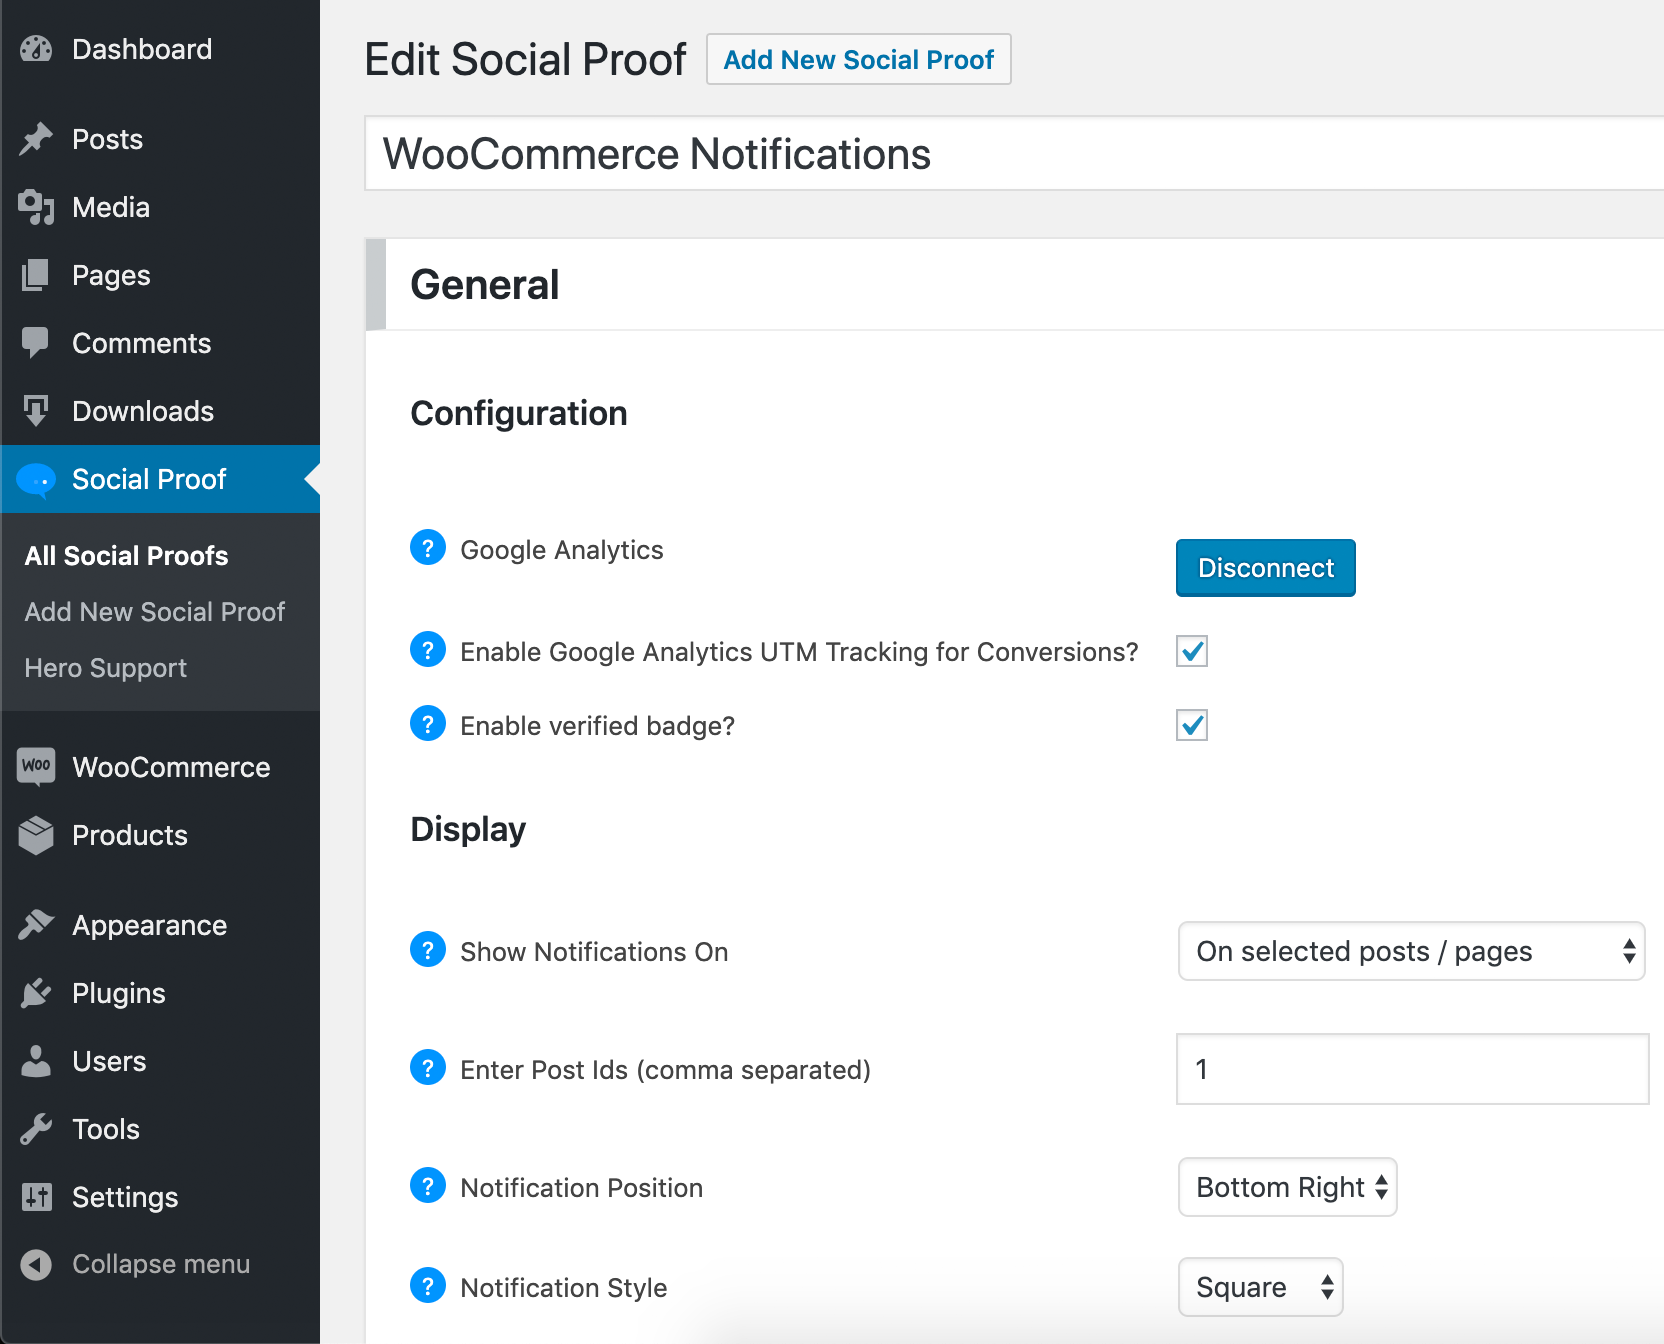 Dashboard
Posts
Media
Pages
Comments
Downloads
Social Proof
All Social Proofs
Add New Social Proof
Hero Support
Woo WooCommerce
Products
Appearance
Plugins
Users
Tools
Settings
Collapse menu
Edit Social Proof Add New Social Proof
WooCommerce Notifications
General
Configuration
? Google Analytics Disconnect
? Enable Google Analytics UTM Tracking for Conversions?
? Enable verified badge?
Display
? Show Notifications On On selected posts / pages
? Enter Post Ids (comma separated) 1
? Notification Position Bottom Right
? Notification Style Square